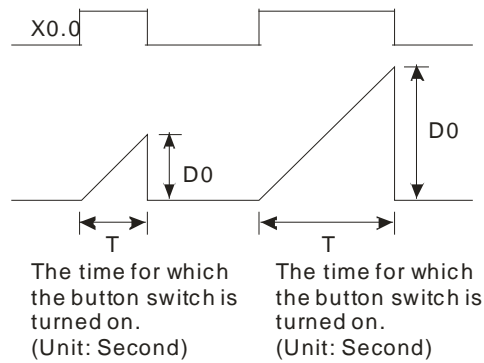 X0.0
D0
D0
T
T
The time for which
the button switch is
turned on.
(Unit: Second)
The time for which
the button switch is
turned on.
(Unit: Second)